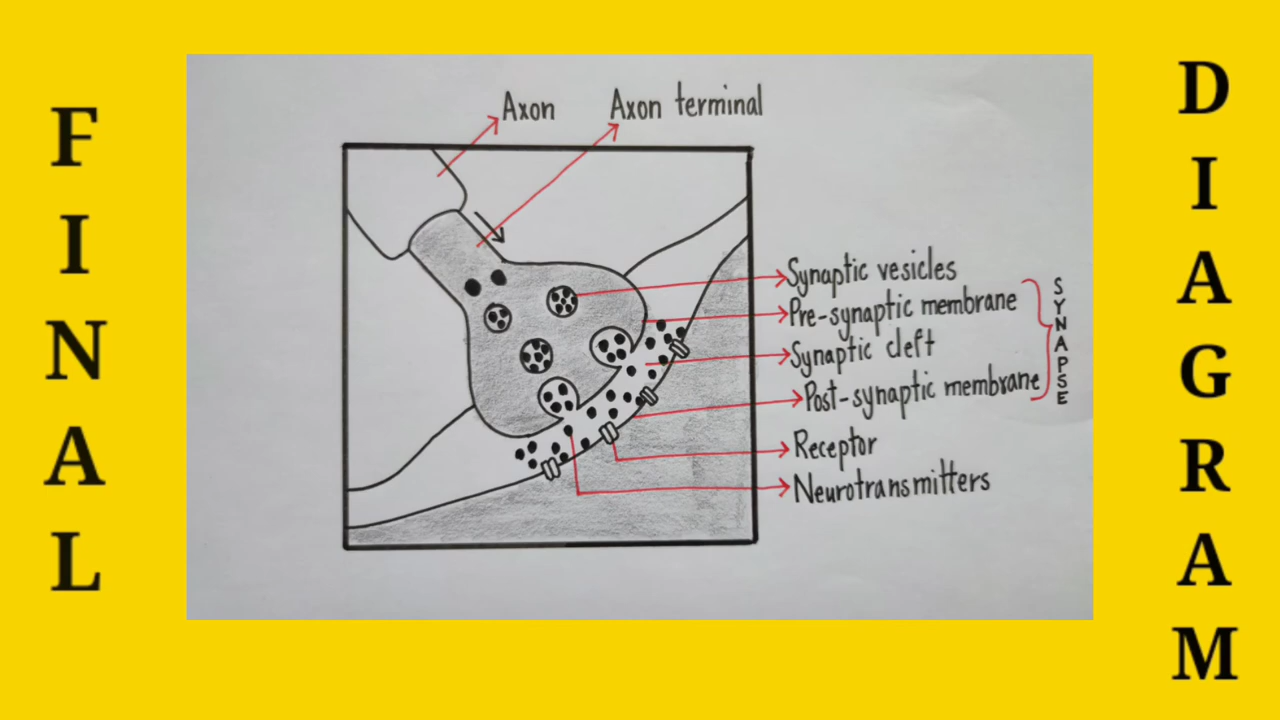 FINAL
DIAGRAM
Axon
Axon terminal
Synaptic vesicles
Pre-synaptic membrane
Synaptic cleft
Post-synaptic membrane
SYNAPSE
Receptor
Neurotransmitters